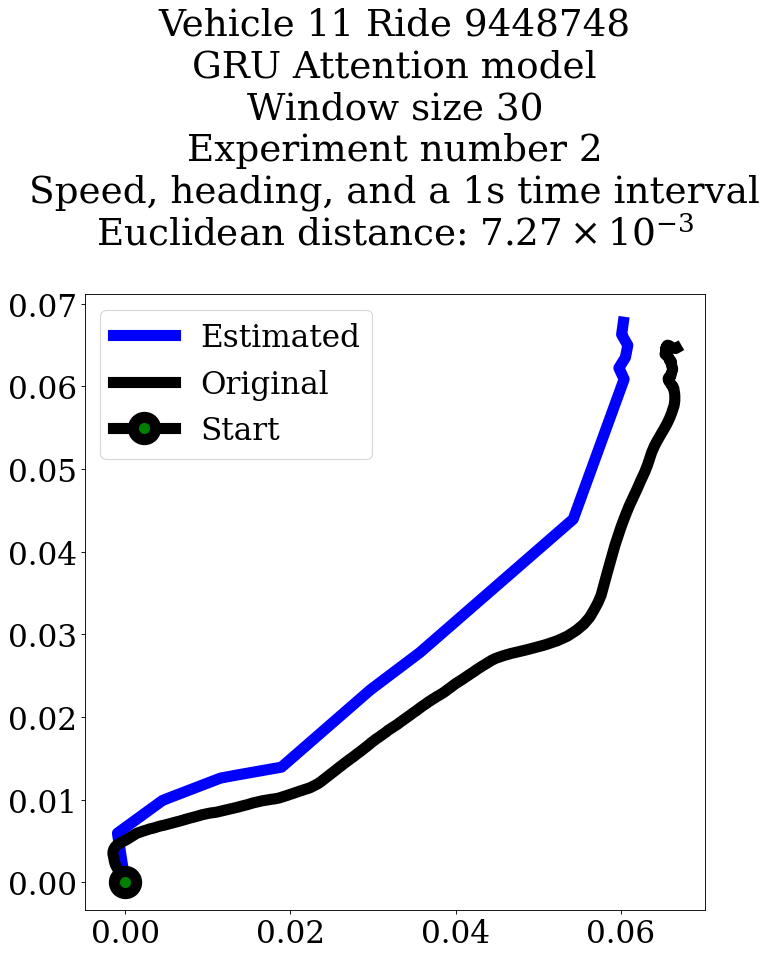 Vehicle 11 Ride 9448748
GRU Attention model
Window size 30
Experiment number 2
Speed, heading, and a 1s time interval
Euclidean distance: 7.27 × 10⁻³
0.07
0.06
0.05
0.04
0.03
0.02
0.01
0.00
Estimated
Original
Start
0.00 0.02 0.04 0.06